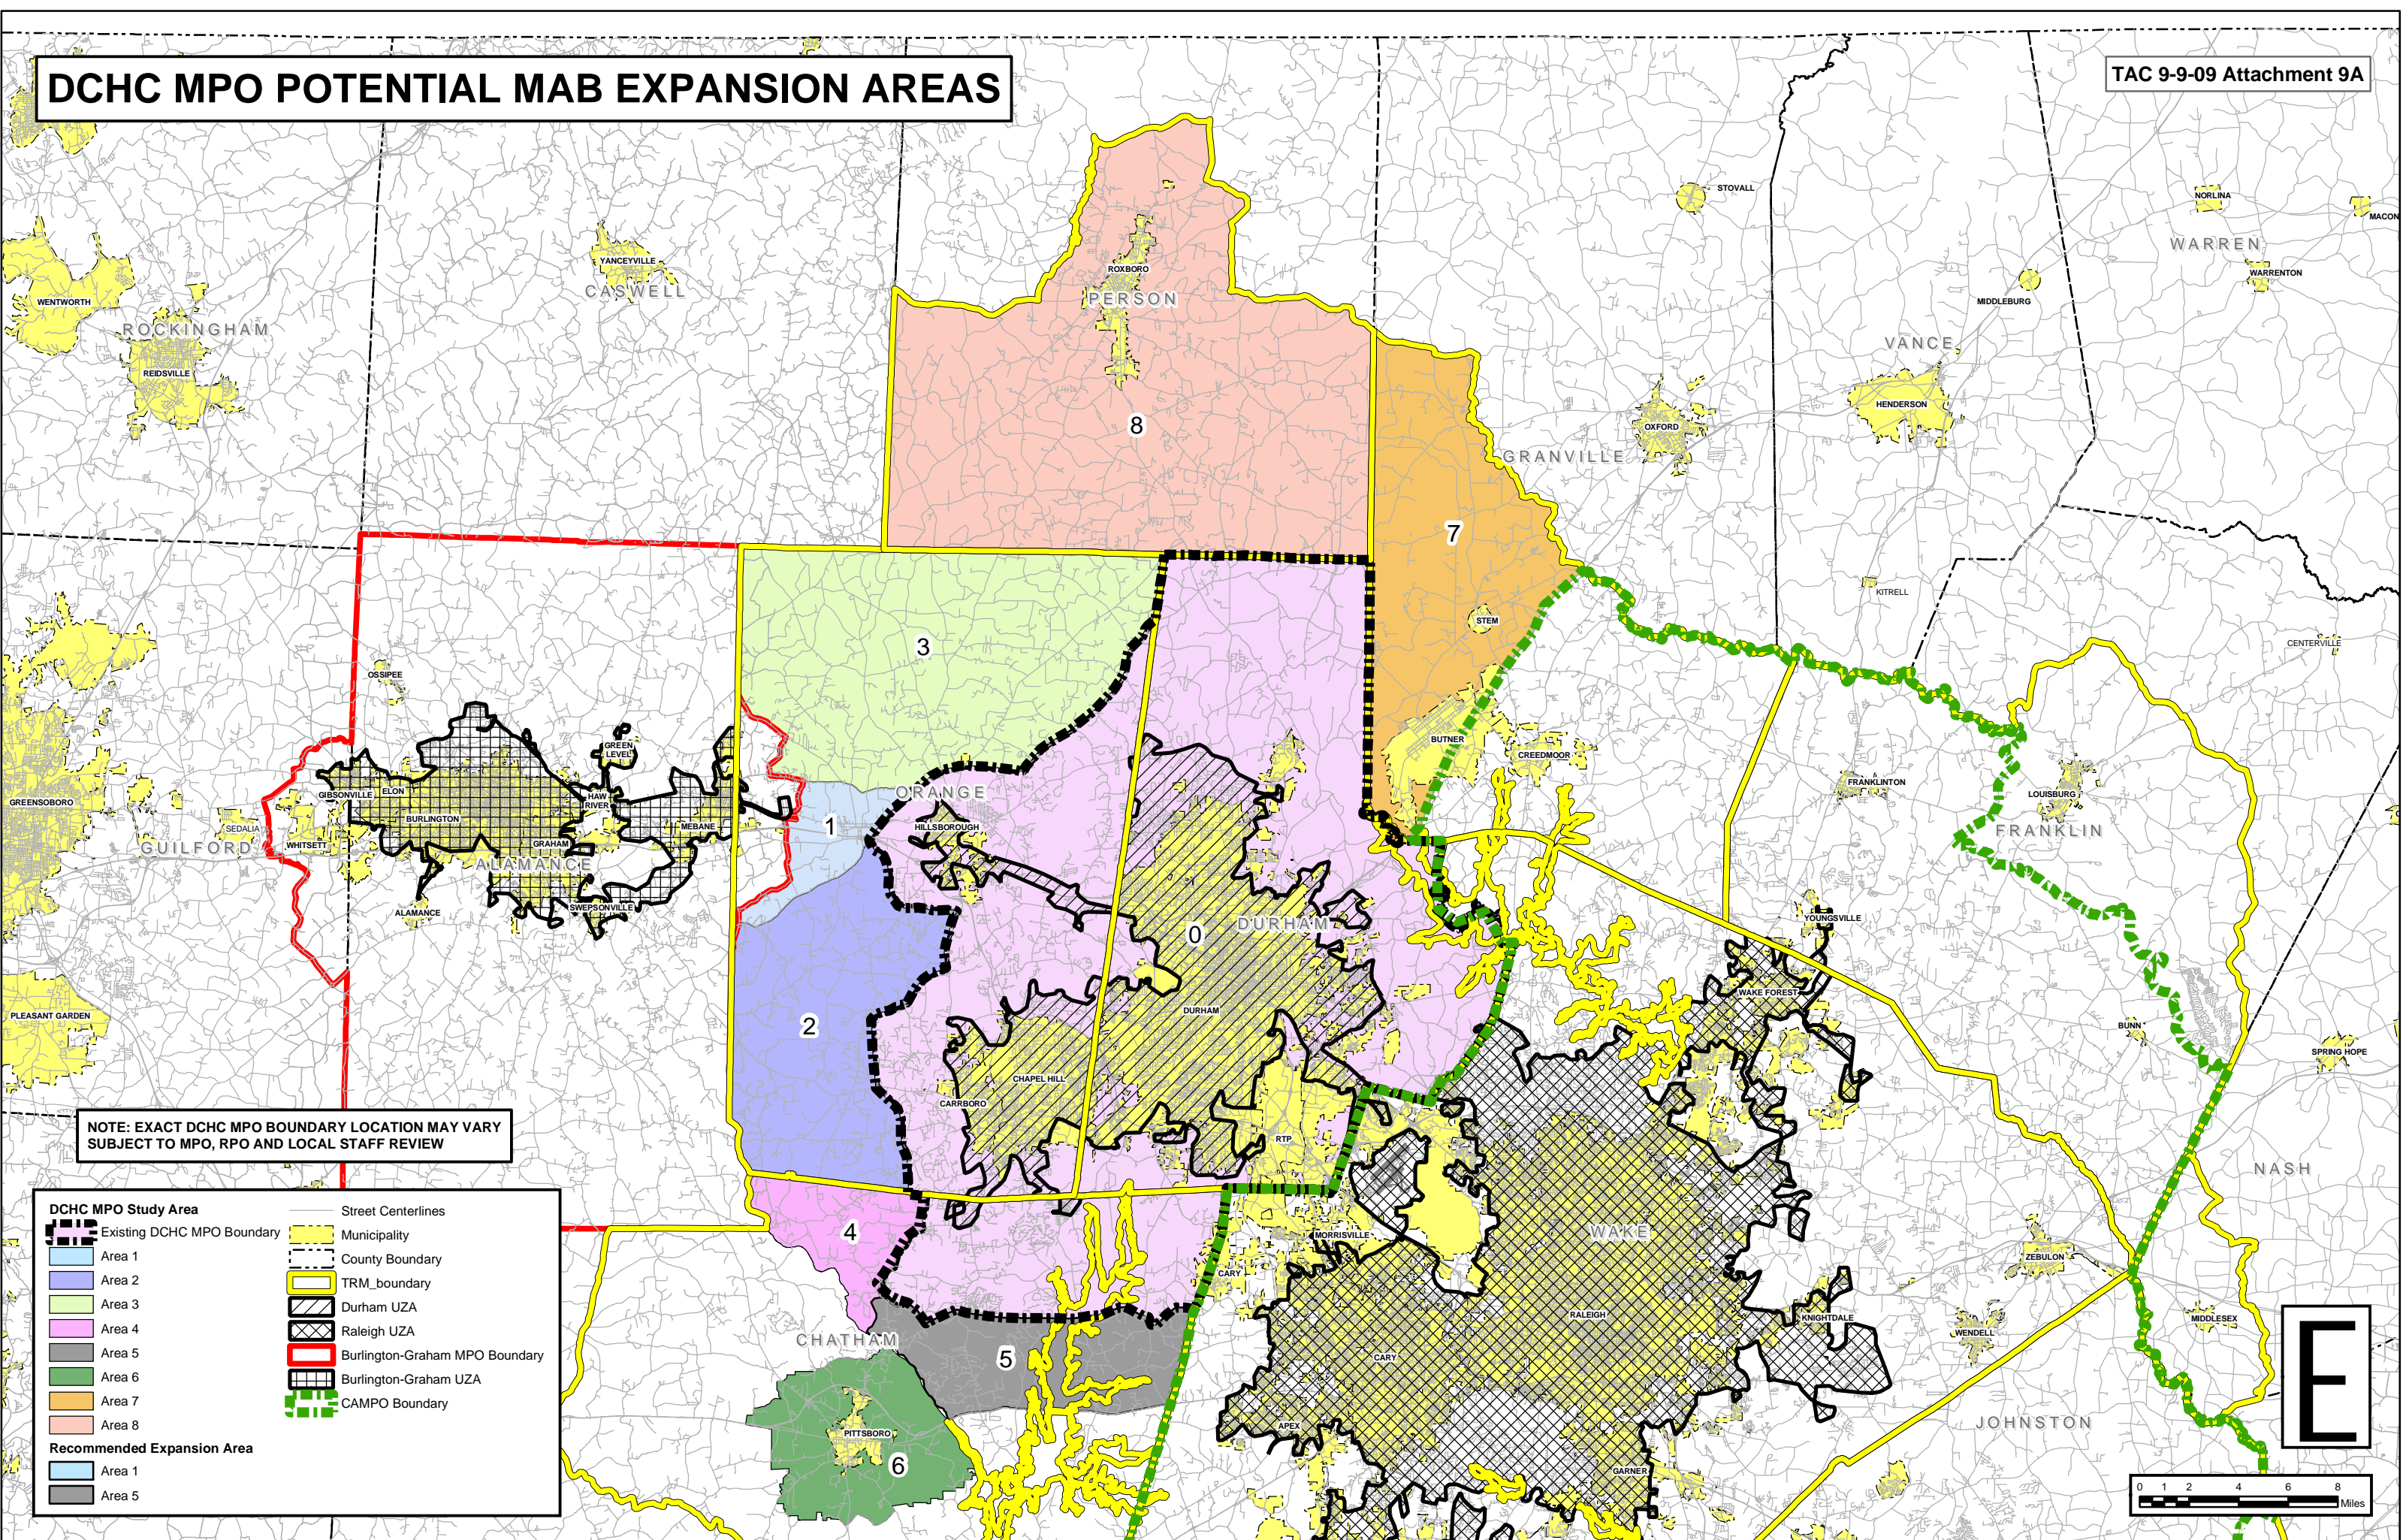 DCHC MPO POTENTIAL MAB EXPANSION AREAS
TAC 9-9-09 Attachment 9A
STOVALL
NORLINA
MACON
WARREN
WARRENTON
YANCEYVILLE
CASWELL
ROXBORO
PERSON
WENTWORTH
ROCKINGHAM
REIDSVILLE
MIDDLEBURG
VANCE
HENDERSON
OXFORD
GRANVILLE
8
7
STEM
KITRELL
CENTERVILLE
3
OSSIPEE
GREEN
LEVEL
BUTNER
CREEDMOOR
FRANKLINTON
LOUISBURG
FRANKLIN
GREENSOBORO
GIBSONVILLE
ELON
HAW
RIVER
BURLINGTON
MEBANE
SEDALIA
WHITSETT
GUILFORD
GRAHAM
ALAMANCE
ALAMANCE
SWEPSONVILLE
ORANGE
1
HILLSBOROUGH
0
DURHAM
YOUNGSVILLE
WAKE FOREST
DURHAM
BUNN
SPRING HOPE
PLEASANT GARDEN
2
CHAPEL HILL
CARRBORO
RTP
NASH
NOTE: EXACT DCHC MPO BOUNDARY LOCATION MAY VARY
SUBJECT TO MPO, RPO AND LOCAL STAFF REVIEW
4
MORRISVILLE
WAKE
ZEBULON
CARY
RALEIGH
KNIGHTDALE
WENDELL
MIDDLESEX
CHATHAM
5
CARY
APEX
PITTSBORO
6
GARNER
JOHNSTON
E
DCHC MPO Study Area
Existing DCHC MPO Boundary
Area 1
Area 2
Area 3
Area 4
Area 5
Area 6
Area 7
Area 8
Recommended Expansion Area
Area 1
Area 5
Street Centerlines
Municipality
County Boundary
TRM_boundary
Durham UZA
Raleigh UZA
Burlington-Graham MPO Boundary
Burlington-Graham UZA
CAMPO Boundary
0 1 2 4 6 8
Miles